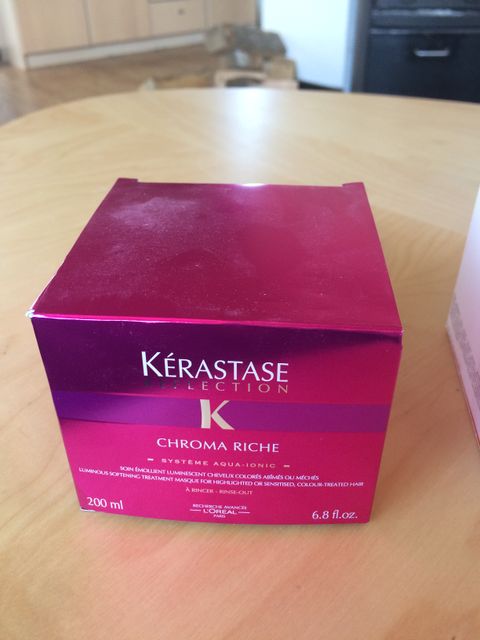 KÉRASTASE
REFLECTION
K
CHROMA RICHE
SYSTÈME AQUA-IONIC
SOIN ÉMOLLIENT LUMINESCENT CHEVEUX COLORÉS ABÎMÉS OU MÉCHÉS
LUMINOUS SOFTENING TREATMENT MASQUE FOR HIGHLIGHTED OR SENSITISED, COLOUR-TREATED HAIR
À RINCER - RINSE-OUT
200 ml
RECHERCHE AVANCÉE
L'ORÉAL
PARIS
6.8 fl.oz.